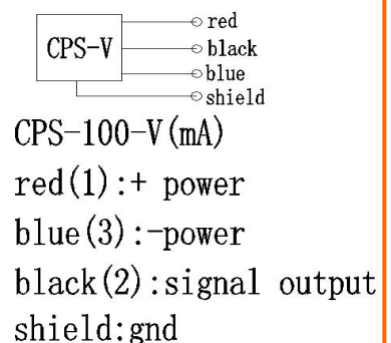 red
CPS-V
black
blue
shield
CPS-100-V(mA)
red(1):+ power
blue(3):-power
black(2):signal output
shield:gnd